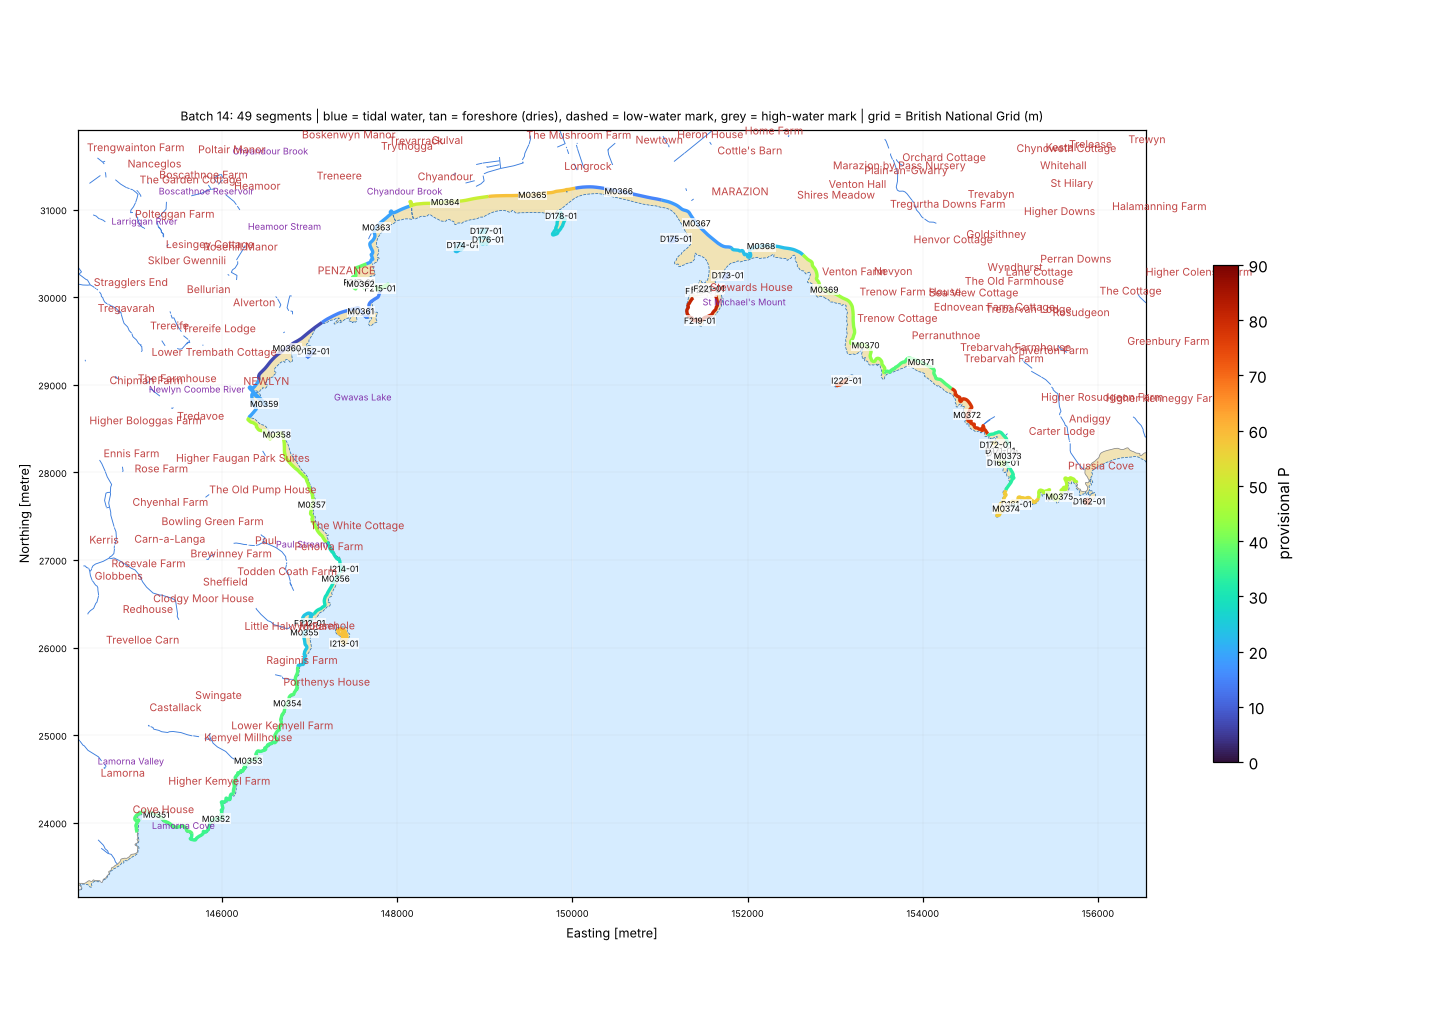 Batch 14: 49 segments | blue = tidal water, tan = foreshore (dries), dashed = low-water mark, grey = high-water mark | grid = British National Grid (m)
Boskenwyn Manor
Trevarrack
Gulval
The Mushroom Farm
Newtown
Heron House
Home Farm
Trewyn
Trengwainton Farm
Poltair Manor
Chyandour Brook
Trythogga
Cottle's Barn
Chynoweth Cottage
Trelease
Nanceglos
Longrock
Marazion by Pass Nursery
Orchard Cottage
Plain-an-Gwarry
Whitehall
Boscathnoe Farm
The Garden Cottage
Heamoor
Treneere
Chyandour
Venton Hall
St Hilary
Boscathnoe Reservoir
Chyandour Brook
MARAZION
Shires Meadow
Trevabyn
Tregurtha Downs Farm
Halamanning Farm
M0366
M0365
M0364
Polteggan Farm
Larrigan River
Heamoor Stream
M0363
D178-01
M0367
Higher Downs
31000
D177-01
D176-01
D174-01
D175-01
M0368
Henvor Cottage
Goldsithney
Lesingey Cottage
Rosehill Manor
Sklber Gwennili
Perran Downs
PENZANCE
D173-01
Venton Farm
Nevyon
Wyndhurst
Lane Cottage
Higher Colenso Farm
Stragglers End
Bellurian
M0362
F215-01
F221-01
Stewards House
M0369
The Old Farmhouse
Trenow Farm House
Sea View Cottage
The Cottage
30000
Alverton
St Michael's Mount
Tregavarah
M0361
F219-01
Trenow Cottage
Ednovean Farm Cottage
Trebarvah Lodge
Rosudgeon
Tereife
Trereife Lodge
Perranuthnoe
M0360
Lower Trembath Cottage
M0370
Trebarvah Farmhouse
Chiverton Farm
Greenbury Farm
Trebarvah Farm
M0371
The Farmhouse
Chipman Farm
NEWLYN
I222-01
29000
Newlyn Coombe River
Gwavas Lake
M0359
Higher Rosudgeon Farm
Higher Kenneggy Farm
Tredavoe
Higher Bologgas Farm
M0372
Andiggy
M0358
Carter Lodge
D172-01
Ennis Farm
Higher Faugan Park Suites
M0373
D169-01
Prussia Cove
Rose Farm
28000
The Old Pump House
Chyenhal Farm
M0357
M0375
D162-01
M0374
Bowling Green Farm
The White Cottage
Kerris
Carn-a-Langa
Paul
Paul Stream
Penolva Farm
27000
Brewinney Farm
Rosevale Farm
Globbens
Todden Coath Farm
I214-01
M0356
Sheffield
Clodgy Moor House
Redhouse
M0355
I213-01
Trevelloe Carn
26000
Raginnis Farm
Porthenys House
Swingate
Castallack
M0354
Lower Kemyell Farm
Kemyel Millhouse
25000
Lamorna Valley
Lamorna
M0353
Higher Kemyel Farm
Cove House
M0351
M0352
Lamorna Cove
24000
146000
148000
150000
152000
154000
156000
Easting [metre]
Northing [metre]
90
80
70
60
50
40
30
20
10
0
provisional P